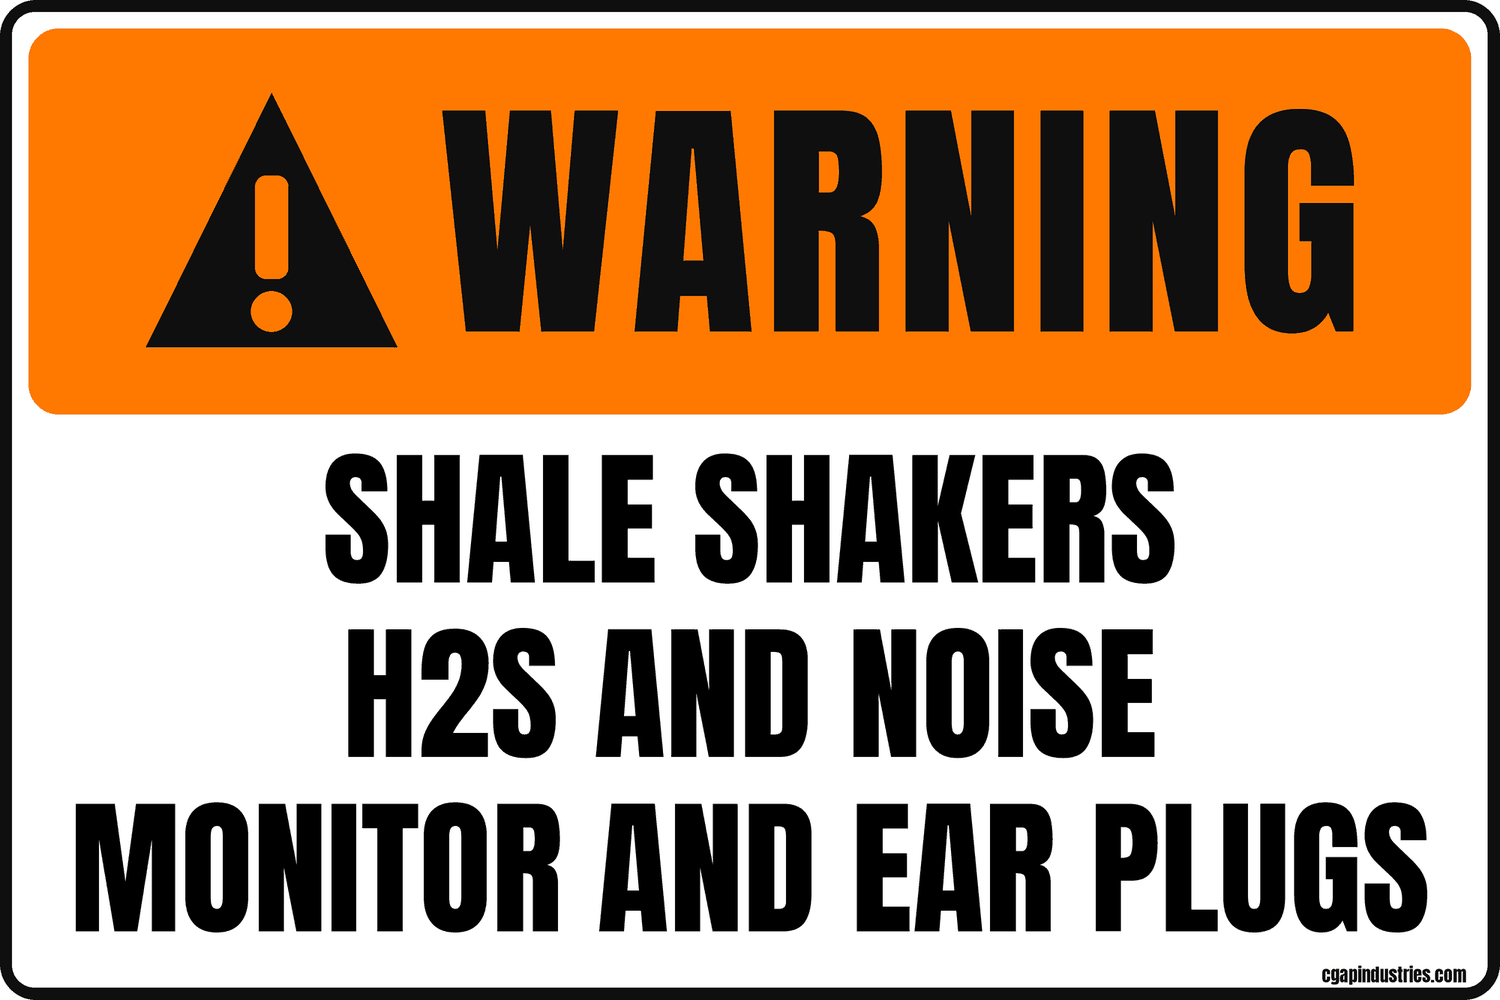 WARNING
SHALE SHAKERS
H2S AND NOISE
MONITOR AND EAR PLUGS
cgapindustries.com